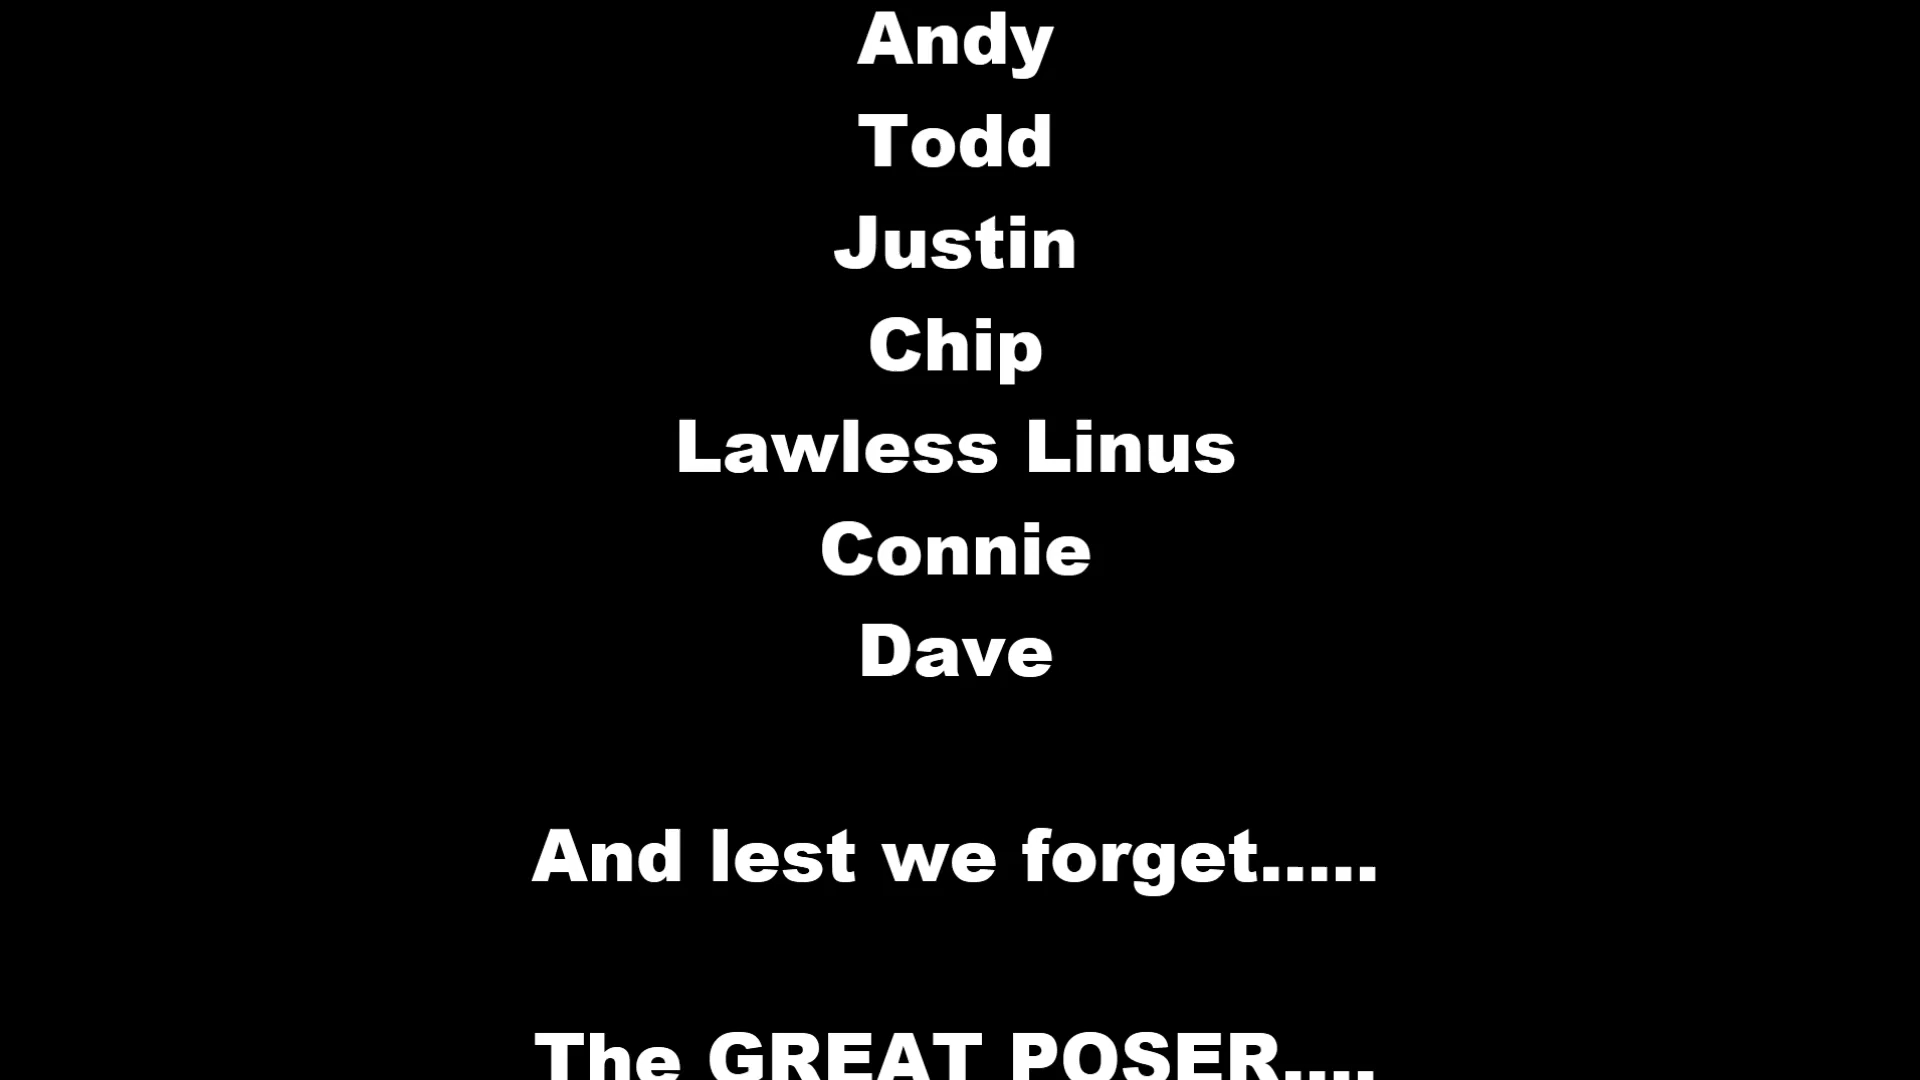 Andy
Todd
Justin
Chip
Lawless Linus
Connie
Dave
And lest we forget.....
The GREAT POSER....